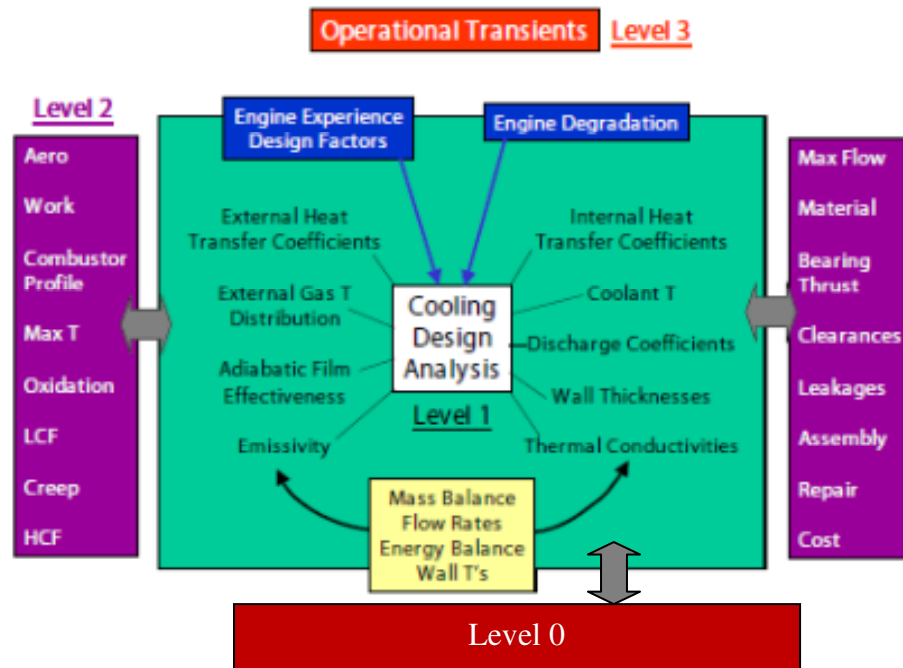 Operational Transients Level 3
Level 2
Aero
Work
Combustor
Profile
Max T
Oxidation
LCF
Creep
HCF
Engine Experience
Design Factors
Engine Degradation
External Heat
Transfer Coefficients
External Gas T
Distribution
Adiabatic Film
Effectiveness
Emissivity
Cooling
Design
Analysis
Level 1
Internal Heat
Transfer Coefficients
Coolant T
Discharge Coefficients
Wall Thicknesses
Thermal Conductivities
Mass Balance
Flow Rates
Energy Balance
Wall T's
Max Flow
Material
Bearing
Thrust
Clearances
Leakages
Assembly
Repair
Cost
Level 0